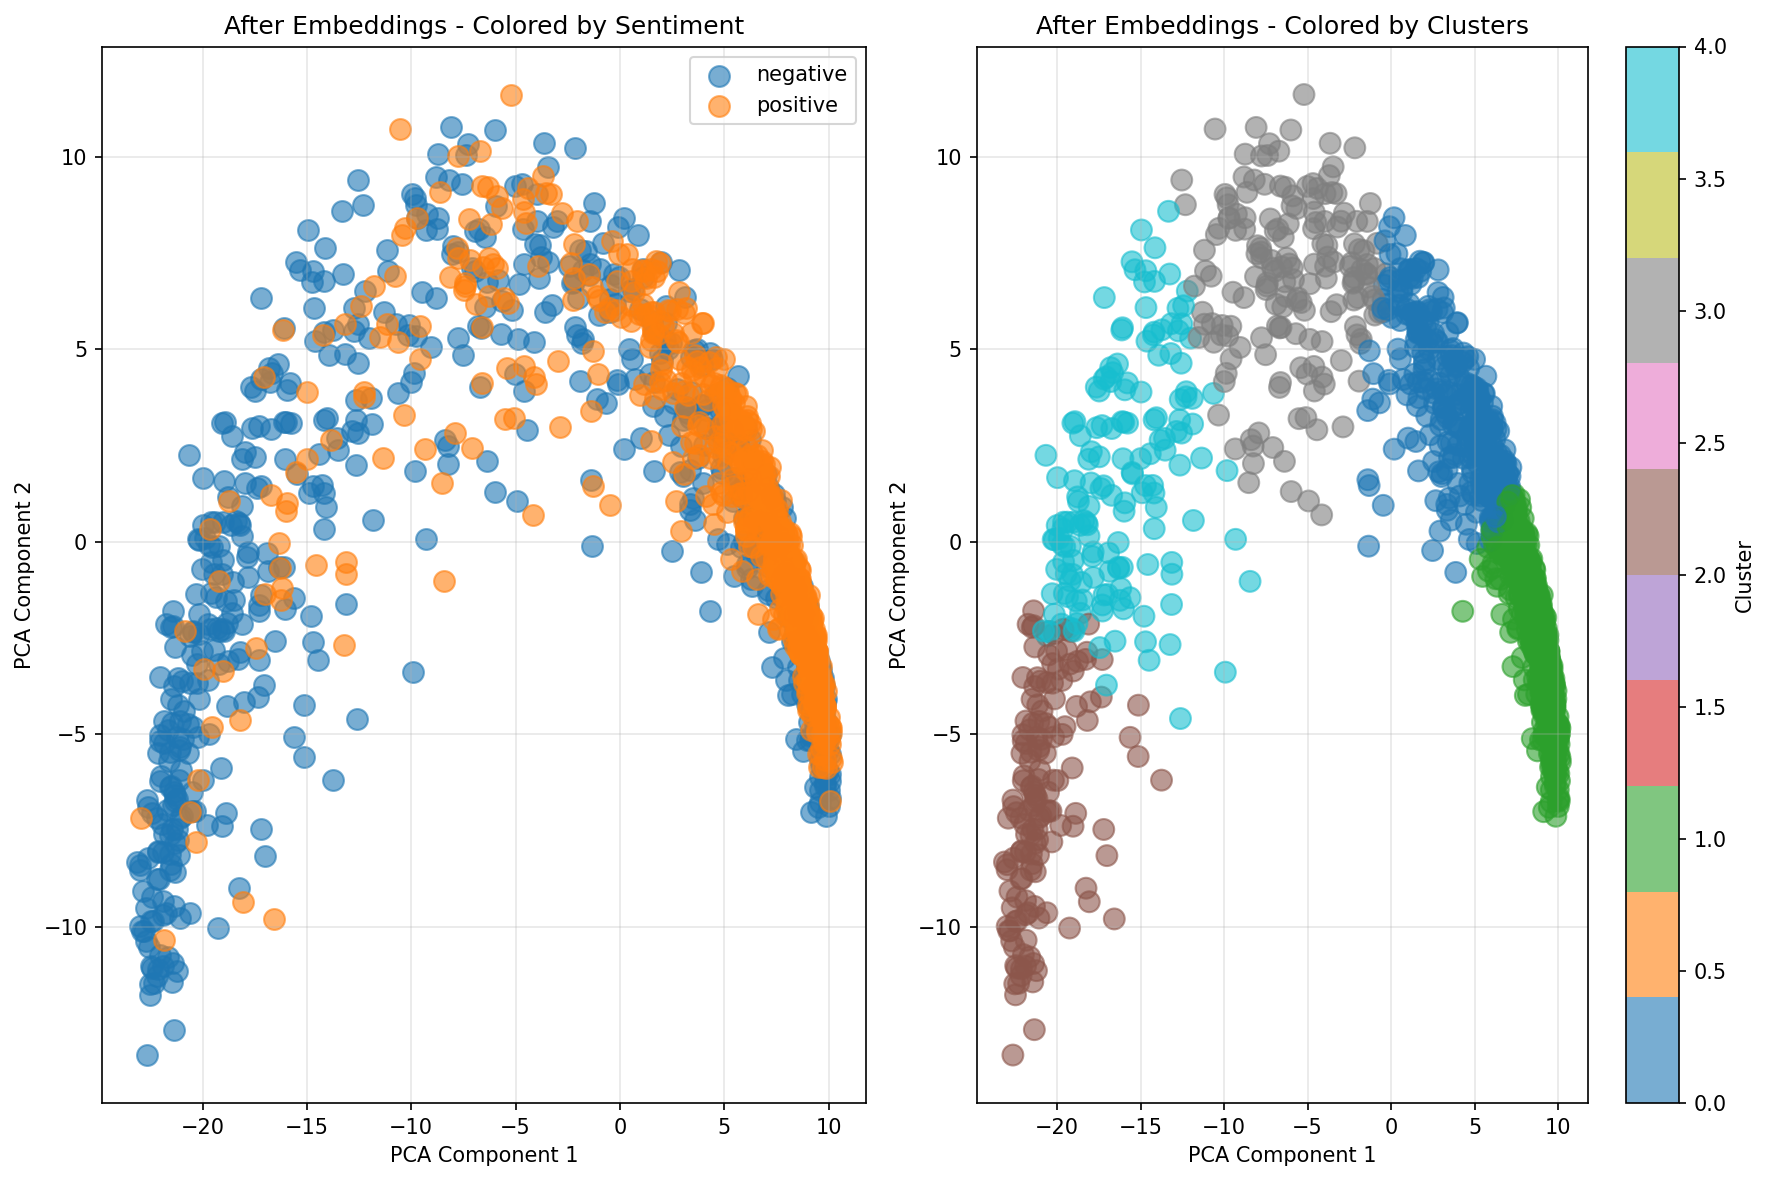 After Embeddings - Colored by Sentiment
negative
positive
10
5
0
−5
−10
PCA Component 2
−20 −15 −10 −5 0 5 10
PCA Component 1
After Embeddings - Colored by Clusters
10
5
0
−5
−10
PCA Component 2
−20 −15 −10 −5 0 5 10
PCA Component 1
4.0
3.5
3.0
2.5
2.0
1.5
1.0
0.5
0.0
Cluster